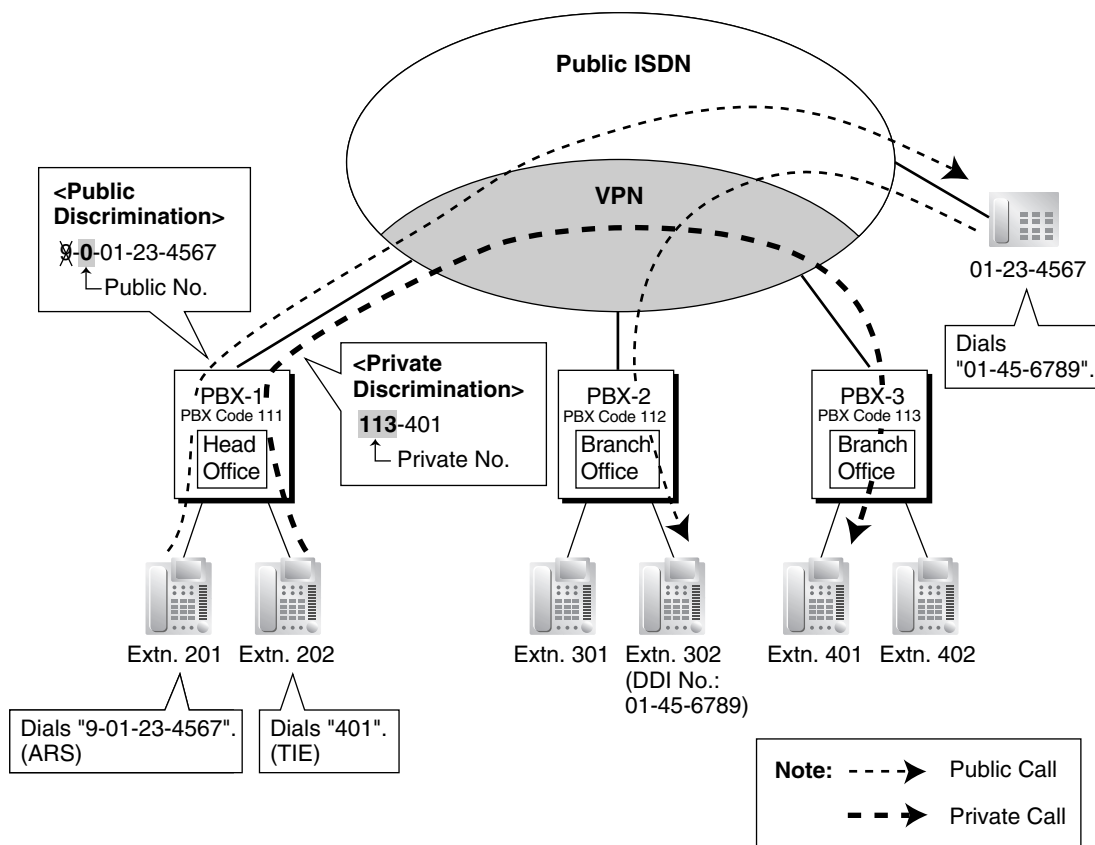 Public ISDN
VPN
<Public
Discrimination>
9-0-01-23-4567
Public No.
01-23-4567
Dials
"01-45-6789".
<Private
Discrimination>
113-401
Private No.
PBX-1
PBX Code 111
Head
Office
PBX-2
PBX Code 112
Branch
Office
PBX-3
PBX Code 113
Branch
Office
Extn. 201
Extn. 202
Extn. 301
Extn. 302
(DDI No.:
01-45-6789)
Extn. 401
Extn. 402
Dials "9-01-23-4567".
(ARS)
Dials "401".
(TIE)
Note:
Public Call
Private Call